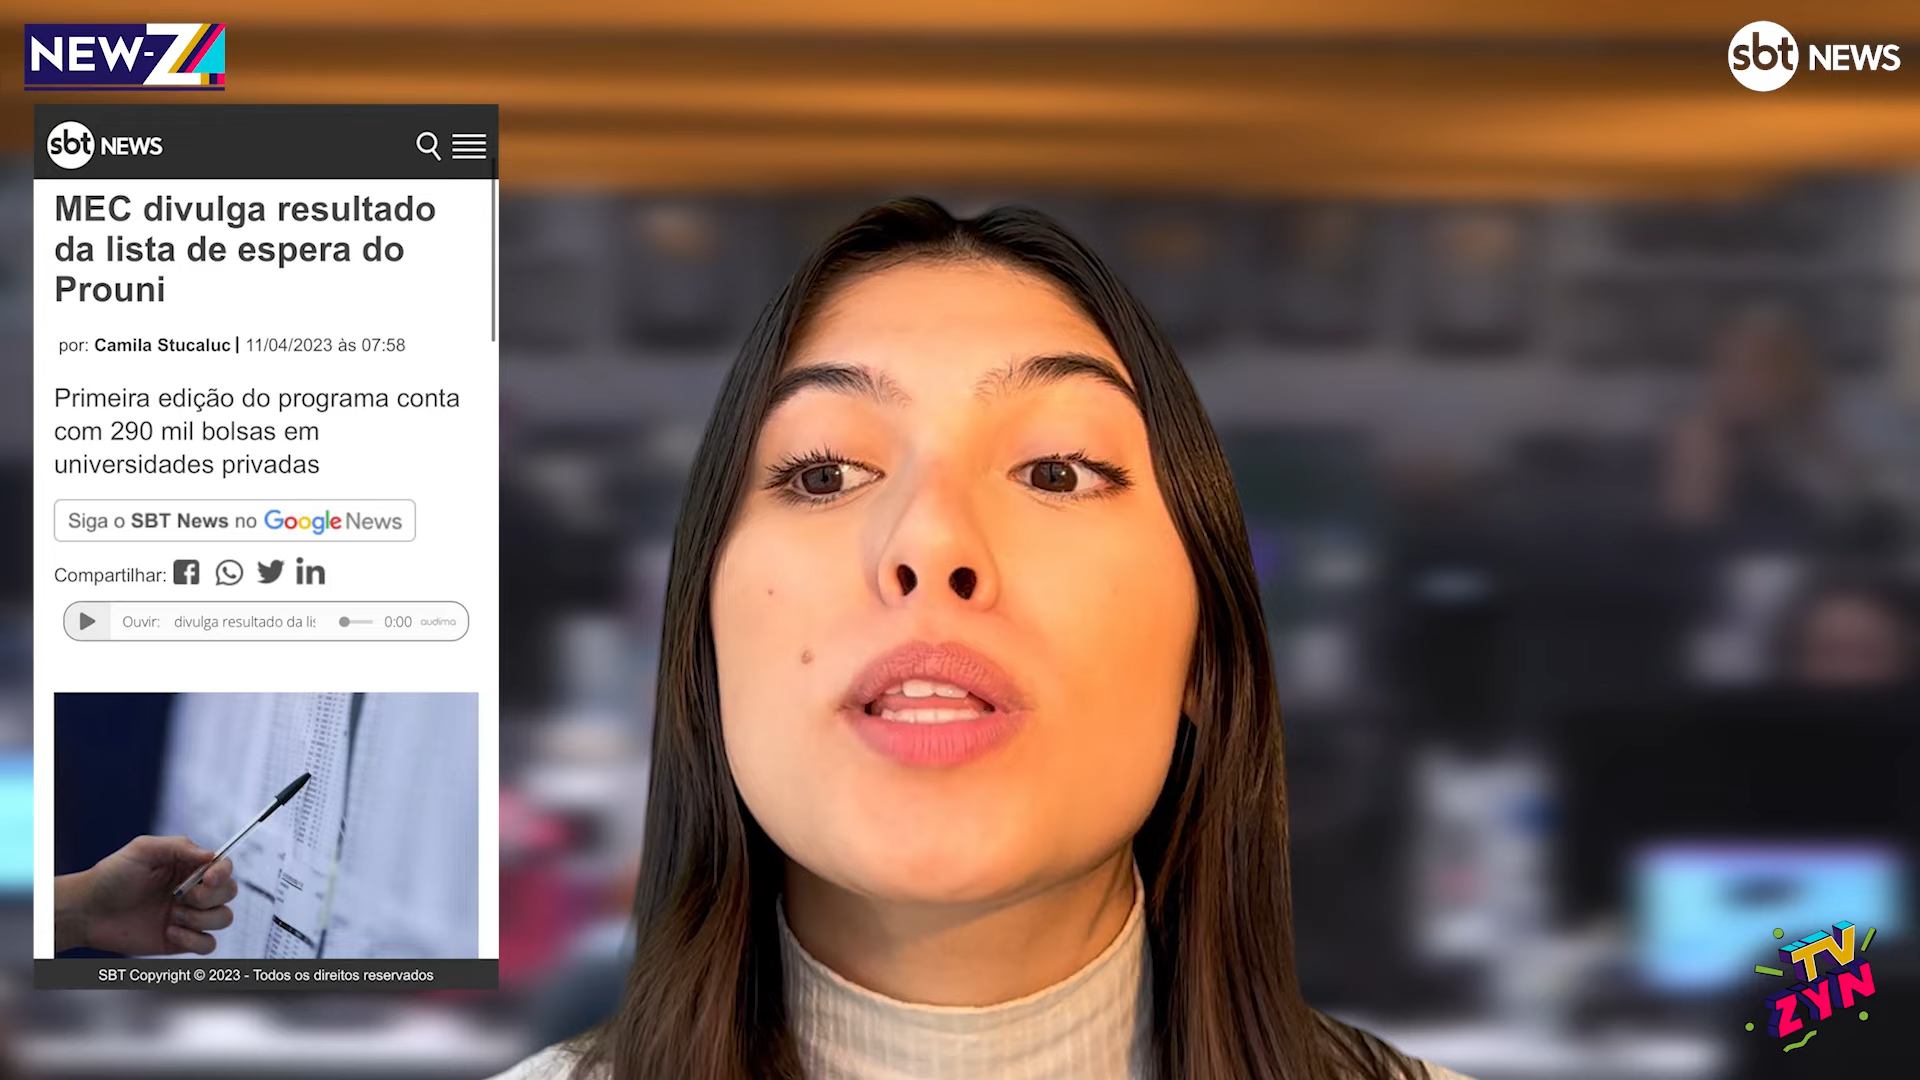 NEW-Z
sbt NEWS
sbt NEWS
MEC divulga resultado
da lista de espera do
Prouni
por: Camila Stucaluc | 11/04/2023 às 07:58
Primeira edição do programa conta
com 290 mil bolsas em
universidades privadas
Siga o SBT News no Google News
Compartilhar:
Ouvir: divulga resultado da lis 0:00 audima
SBT Copyright © 2023 - Todos os direitos reservados
TV
ZYN